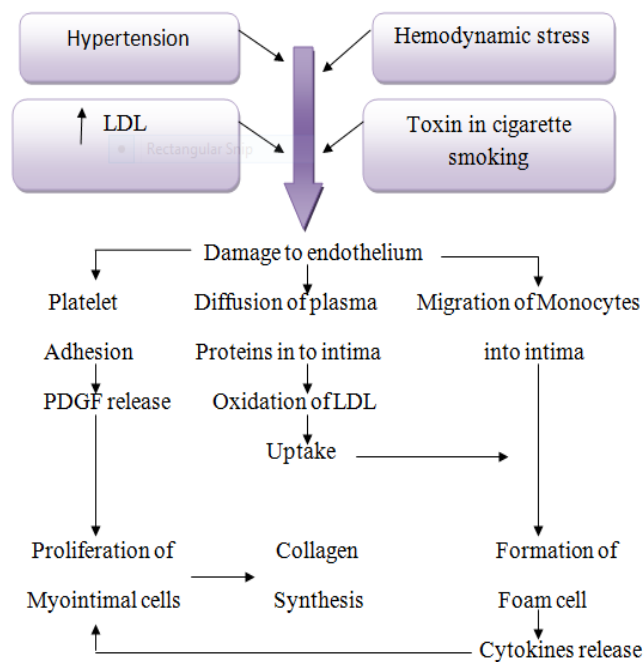 Hypertension
Hemodynamic stress
LDL
Rectangular Snip
Toxin in cigarette
smoking
Damage to endothelium
Platelet
Adhesion
Diffusion of plasma
Proteins in to intima
Migration of Monocytes
into intima
PDGF release
Oxidation of LDL
Uptake
Proliferation of
Myointimal cells
Collagen
Synthesis
Formation of
Foam cell
Cytokines release